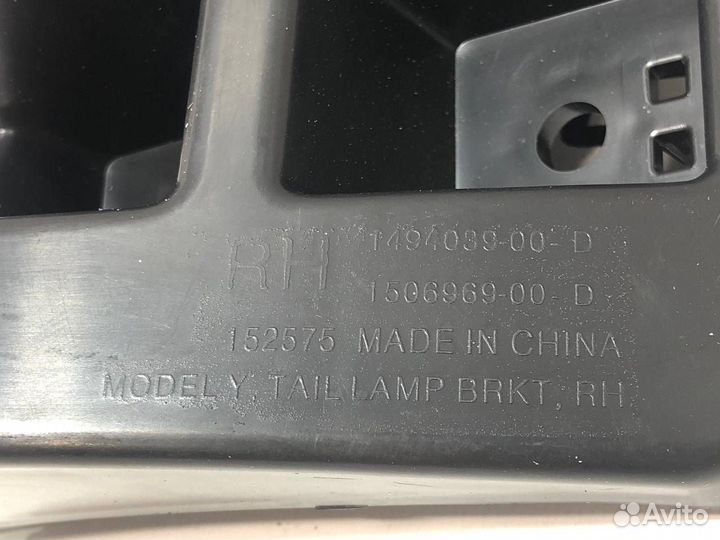 RH 1494039-00- D
1506969-00- D
152575 MADE IN CHINA
MODEL Y, TAIL LAMP BRKT, RH
Avito